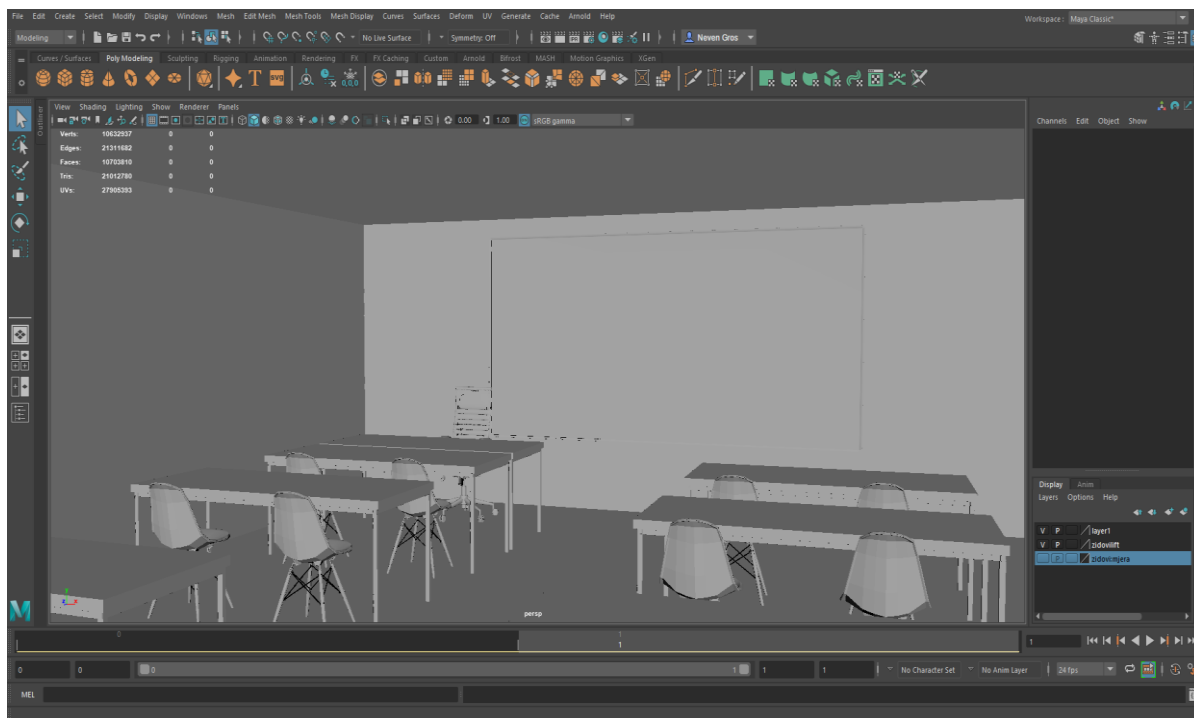 File Edit Create Select Modify Display Windows Mesh Edit Mesh Mesh Tools Mesh Display Curves Surfaces Deform UV Generate Cache Arnold Help
Workspace: Maya Classic*
Modeling No Live Surface Symmetry: Off Neven Gros
Curves / Surfaces Poly Modeling Sculpting Rigging Animation Rendering FX FX Caching Custom Arnold Bifrost MASH Motion Graphics XGen
View Shading Lighting Show Renderer Panels
0.00 1.00 sRGB gamma
Outliner
Channels Edit Object Show
Verts: 10632937 0 0
Edges: 21311682 0 0
Faces: 10703810 0 0
Tris: 21012780 0 0
UVs: 27905393 0 0
Display Anim
Layers Options Help
V P layer1
V P zidovilift
P zidovi:mjera
persp
0 1
1
1
0 0 0 1 1 1 No Character Set No Anim Layer 24 fps
MEL